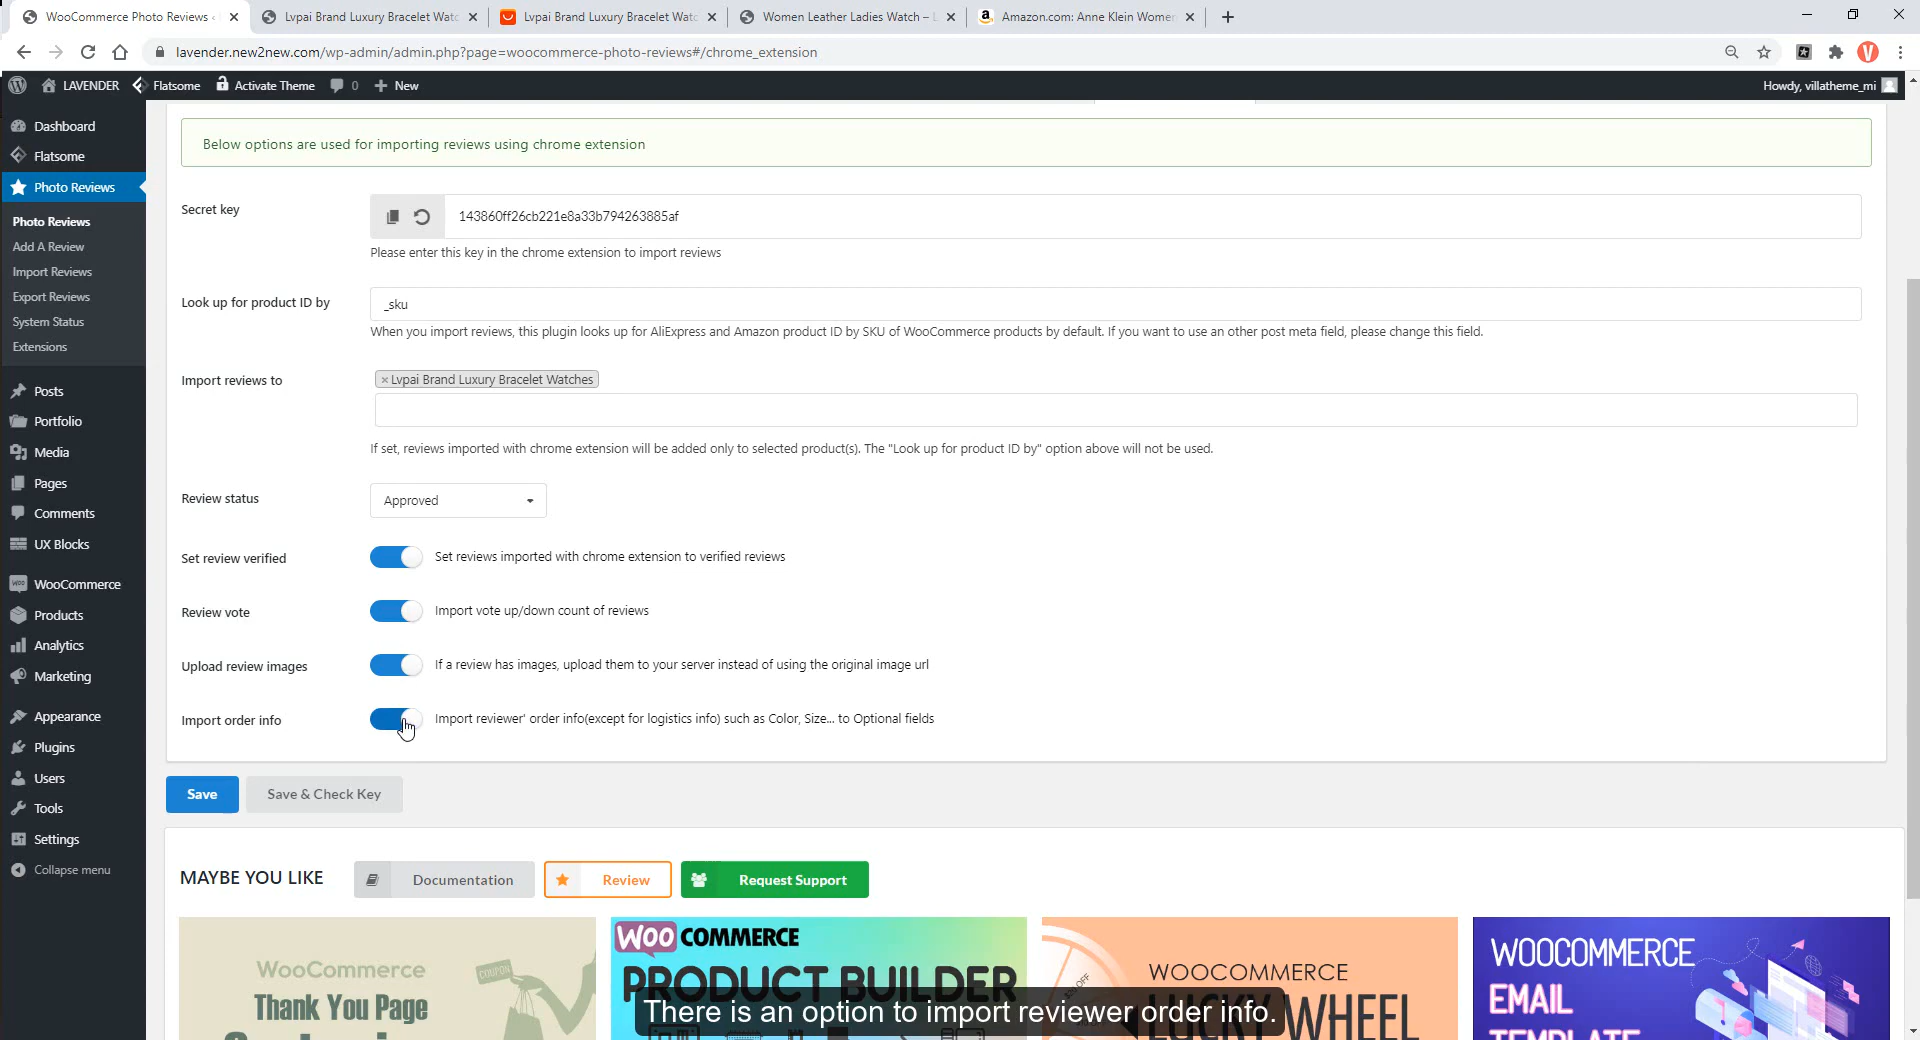 WooCommerce Photo Reviews ‹
Lvpai Brand Luxury Bracelet Watc
Lvpai Brand Luxury Bracelet Watc
Women Leather Ladies Watch – L
Amazon.com: Anne Klein Women
lavender.new2new.com/wp-admin/admin.php?page=woocommerce-photo-reviews#/chrome_extension
V
LAVENDER
Flatsome
Activate Theme
0
New
Howdy, villatheme_mi
Dashboard
Flatsome
Photo Reviews
Photo Reviews
Add A Review
Import Reviews
Export Reviews
System Status
Extensions
Posts
Portfolio
Media
Pages
Comments
UX Blocks
WooCommerce
Products
Analytics
Marketing
Appearance
Plugins
Users
Tools
Settings
Collapse menu
Below options are used for importing reviews using chrome extension
Secret key
143860ff26cb221e8a33b794263885af
Please enter this key in the chrome extension to import reviews
Look up for product ID by
_sku
When you import reviews, this plugin looks up for AliExpress and Amazon product ID by SKU of WooCommerce products by default. If you want to use an other post meta field, please change this field.
Import reviews to
× Lvpai Brand Luxury Bracelet Watches
If set, reviews imported with chrome extension will be added only to selected product(s). The "Look up for product ID by" option above will not be used.
Review status
Approved
Set review verified
Set reviews imported with chrome extension to verified reviews
Review vote
Import vote up/down count of reviews
Upload review images
If a review has images, upload them to your server instead of using the original image url
Import order info
Import reviewer' order info(except for logistics info) such as Color, Size... to Optional fields
Save
Save & Check Key
MAYBE YOU LIKE
Documentation
Review
Request Support
WooCommerce
Thank You Page
COUPON
WOO COMMERCE
PRODUCT BUILDER
WOOCOMMERCE
LUCKY WHEEL
WOOCOMMERCE
EMAIL
TEMPLATE
There is an option to import reviewer order info.